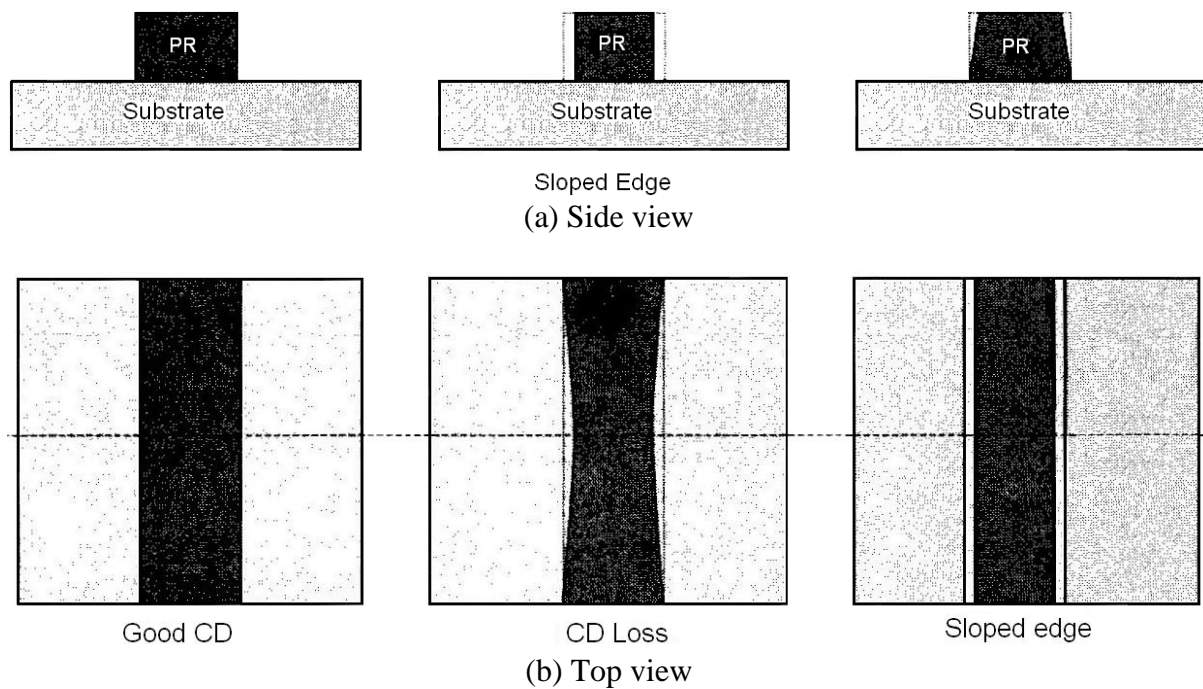 PR
PR
PR
Substrate
Substrate
Substrate
Sloped Edge
(a) Side view
Good CD
CD Loss
Sloped edge
(b) Top view